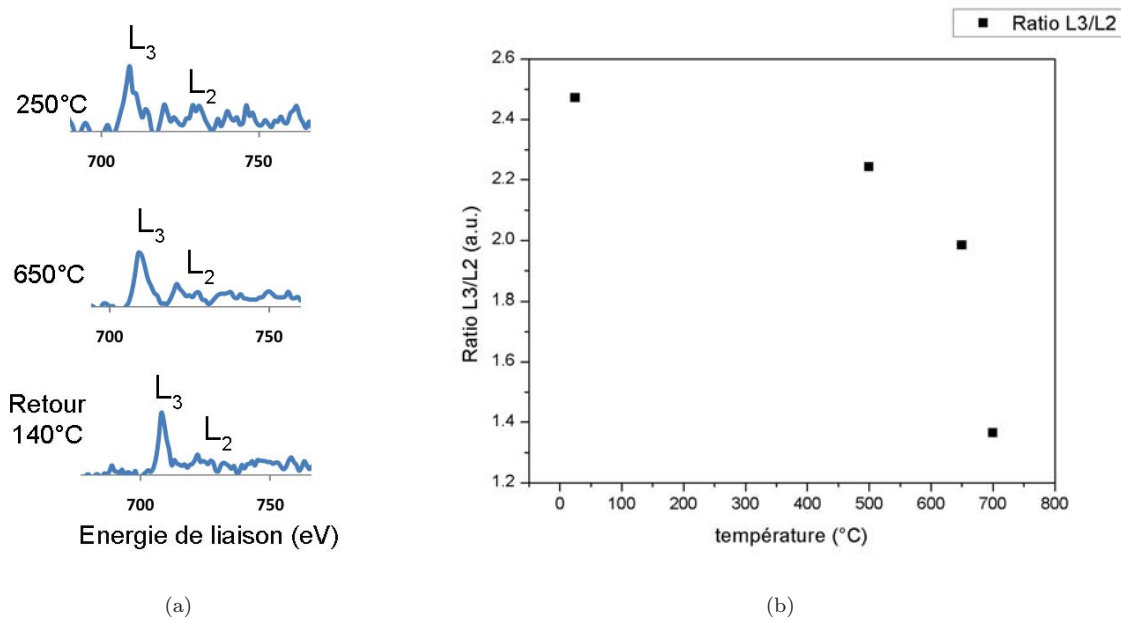 L3
L2
250°C
700
750
L3
L2
650°C
700
750
L3
L2
Retour
140°C
700
750
Energie de liaison (eV)
(a)
Ratio L3/L2
Ratio L3/L2 (a.u.)
2.6
2.4
2.2
2.0
1.8
1.6
1.4
1.2
0 100 200 300 400 500 600 700 800
température (°C)
(b)